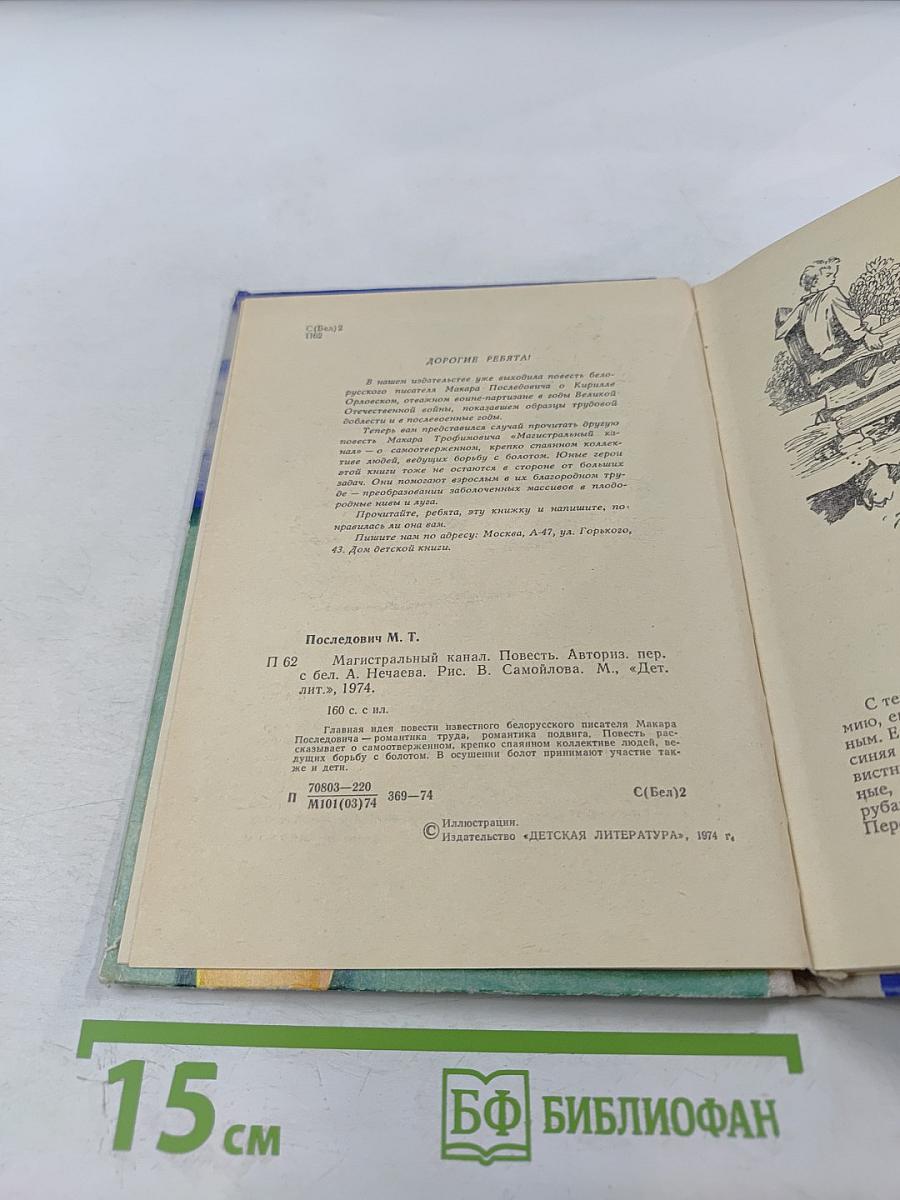 С(Бел)2
П62
ДОРОГИЕ РЕБЯТА!
В нашем издательстве уже выходила повесть бело-
русского писателя Макара Последовича о Кирилле
Орловском, отважном воине-партизане в годы Великой
Отечественной войны, показавшем образцы трудовой
доблести и в послевоенные годы.
Теперь вам представился случай прочитать другую
повесть Макара Трофимовича «Магистральный ка-
нал» — о самоотверженном, крепко спаянном коллек-
тиве людей, ведущих борьбу с болотом. Юные герои
этой книги тоже не остаются в стороне от больших
задач. Они помогают взрослым в их благородном тру-
де — преобразовании заболоченных массивов в плодо-
родные нивы и луга.
Прочитайте, ребята, эту книжку и напишите, по-
нравилась ли она вам.
Пишите нам по адресу: Москва, А-47, ул. Горького,
43. Дом детской книги.
Последович М. Т.
П 62 Магистральный канал. Повесть. Авториз. пер.
с бел. А. Нечаева. Рис. В. Самойлова. М., «Дет.
лит.», 1974.
160 с. с ил.
Главная идея повести известного белорусского писателя Макара
Последовича — романтика труда, романтика подвига. Повесть рас-
сказывает о самоотверженном, крепко спаянном коллективе людей, ве-
дущих борьбу с болотом. В осушении болот принимают участие так-
же и дети.
П 70803—220
М101(03)74 369—74 С(Бел)2
© Иллюстрации.
Издательство «ДЕТСКАЯ ЛИТЕРАТУРА», 1974 г.
С те
мию, е
ным. Е
синяя
вистн
ные,
руба
Пер
15 см
БФ БИБЛИОФАН